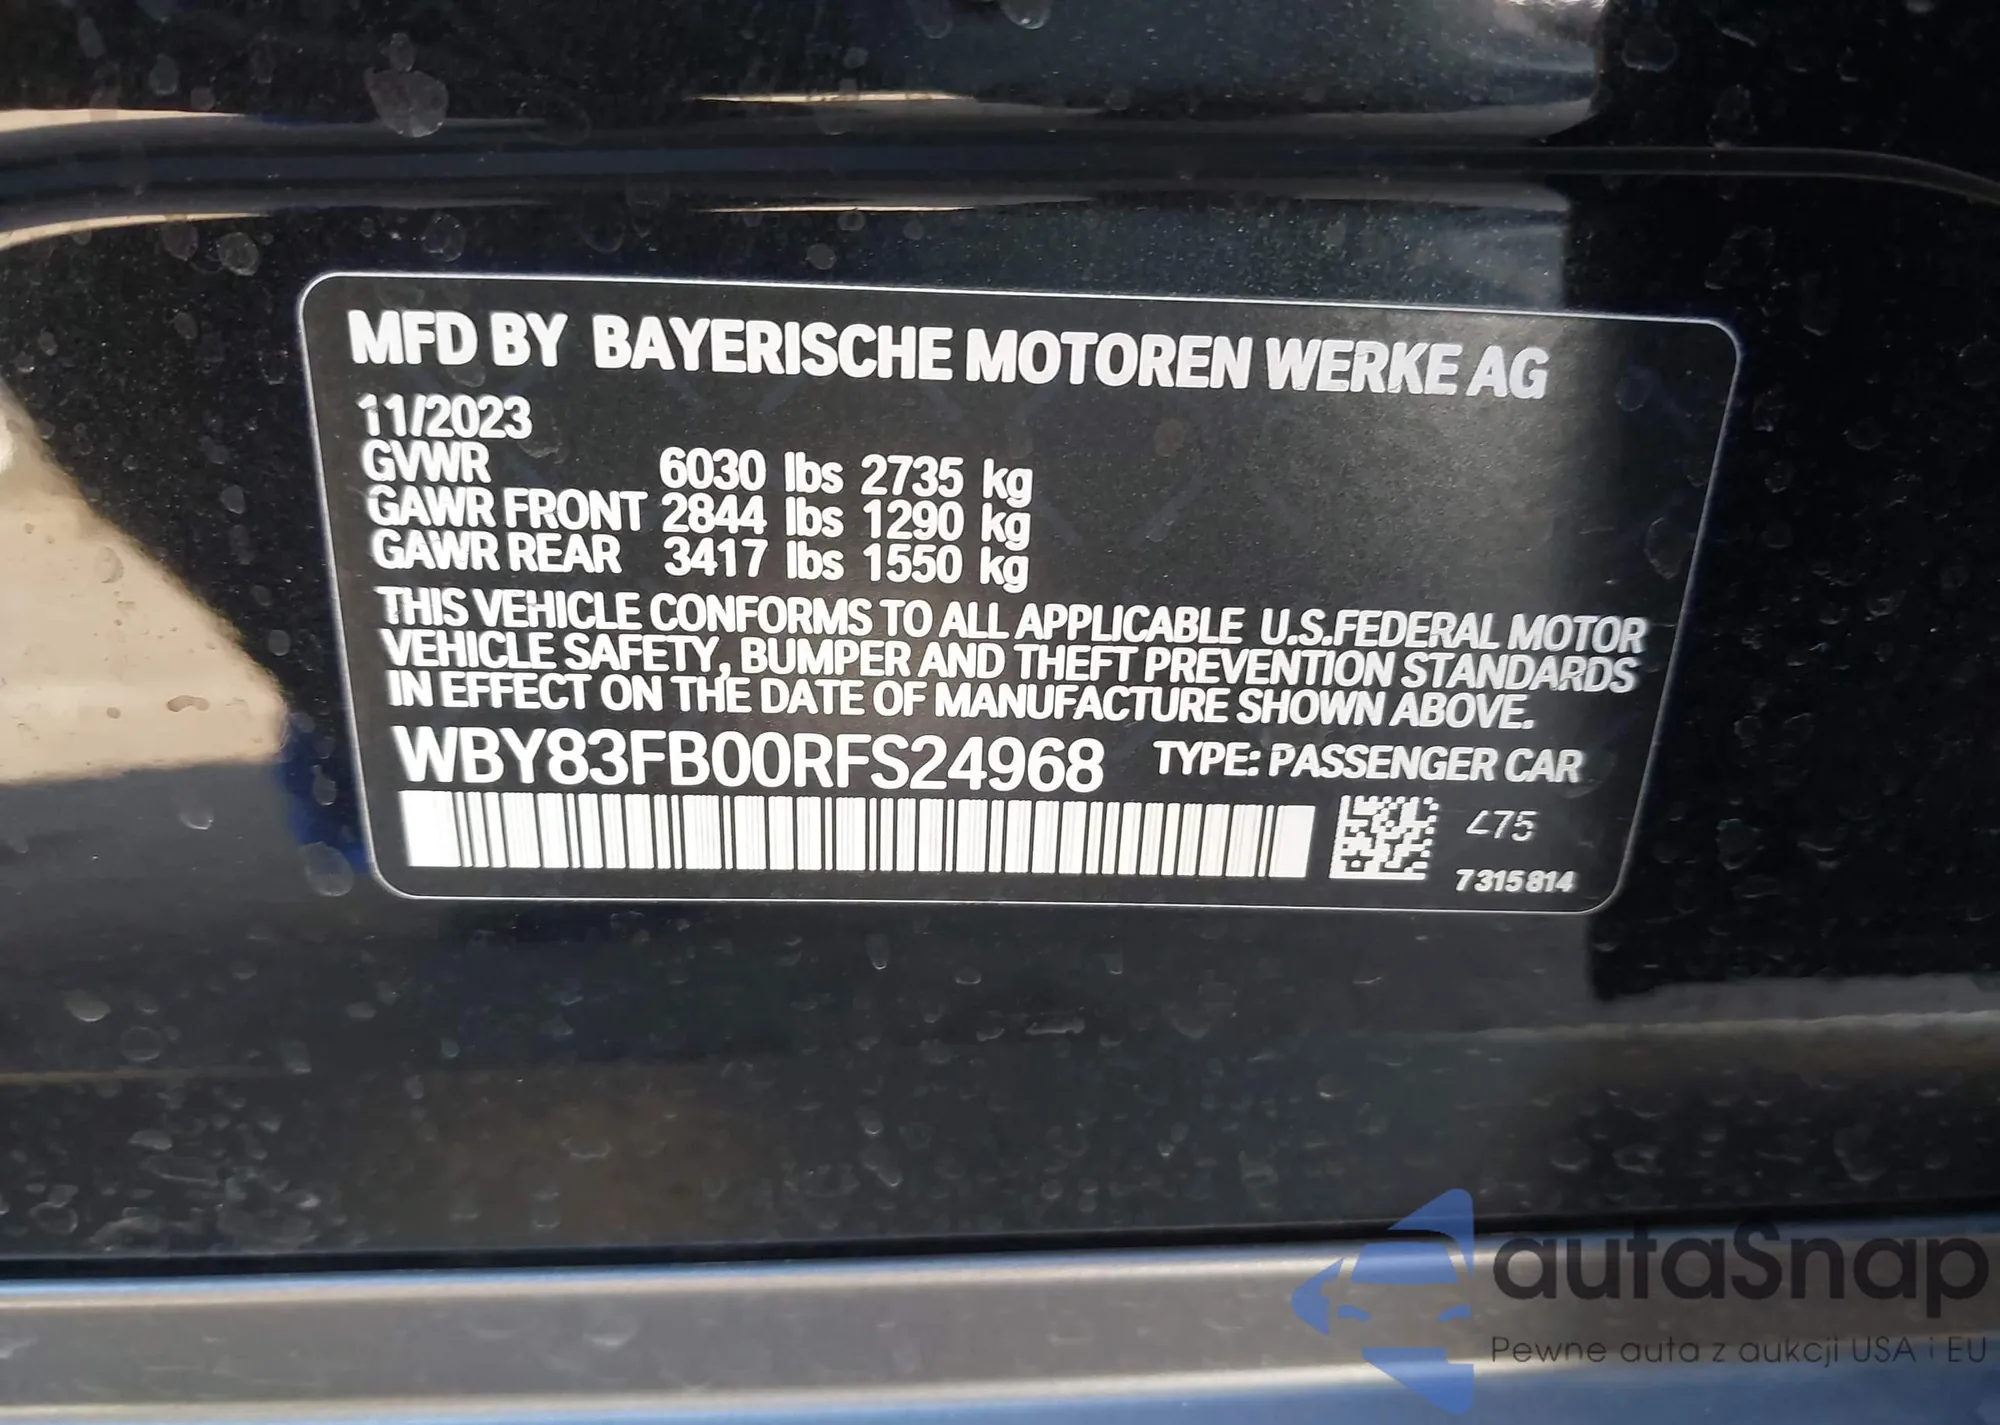 MFD BY BAYERISCHE MOTOREN WERKE AG
11/2023
GVWR 6030 lbs 2735 kg
GAWR FRONT 2844 lbs 1290 kg
GAWR REAR 3417 lbs 1550 kg
THIS VEHICLE CONFORMS TO ALL APPLICABLE U.S.FEDERAL MOTOR
VEHICLE SAFETY, BUMPER AND THEFT PREVENTION STANDARDS
IN EFFECT ON THE DATE OF MANUFACTURE SHOWN ABOVE.
WBY83FB00RFS24968 TYPE: PASSENGER CAR
475
7315814
autaSnap
Pewne auta z aukcji USA i EU